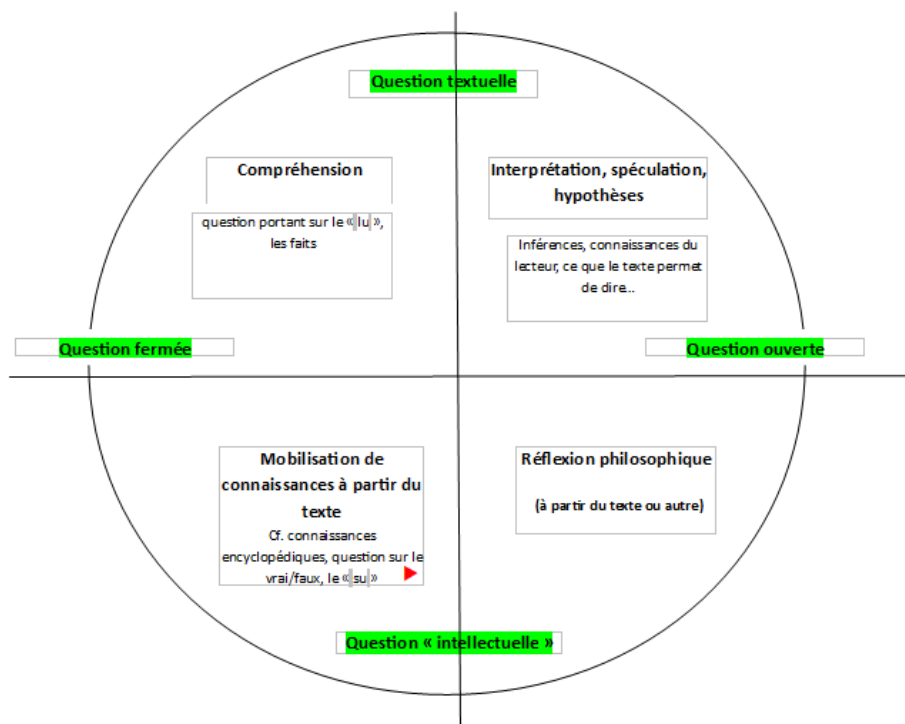 Question textuelle
Compréhension
question portant sur le « lu »,
les faits
Interprétation, spéculation,
hypothèses
Inférences, connaissances du
lecteur, ce que le texte permet
de dire...
Question fermée
Question ouverte
Mobilisation de
connaissances à partir du
texte
Cf. connaissances
encyclopédiques, question sur le
vrai/faux, le « su »
Réflexion philosophique
(à partir du texte ou autre)
Question « intellectuelle »